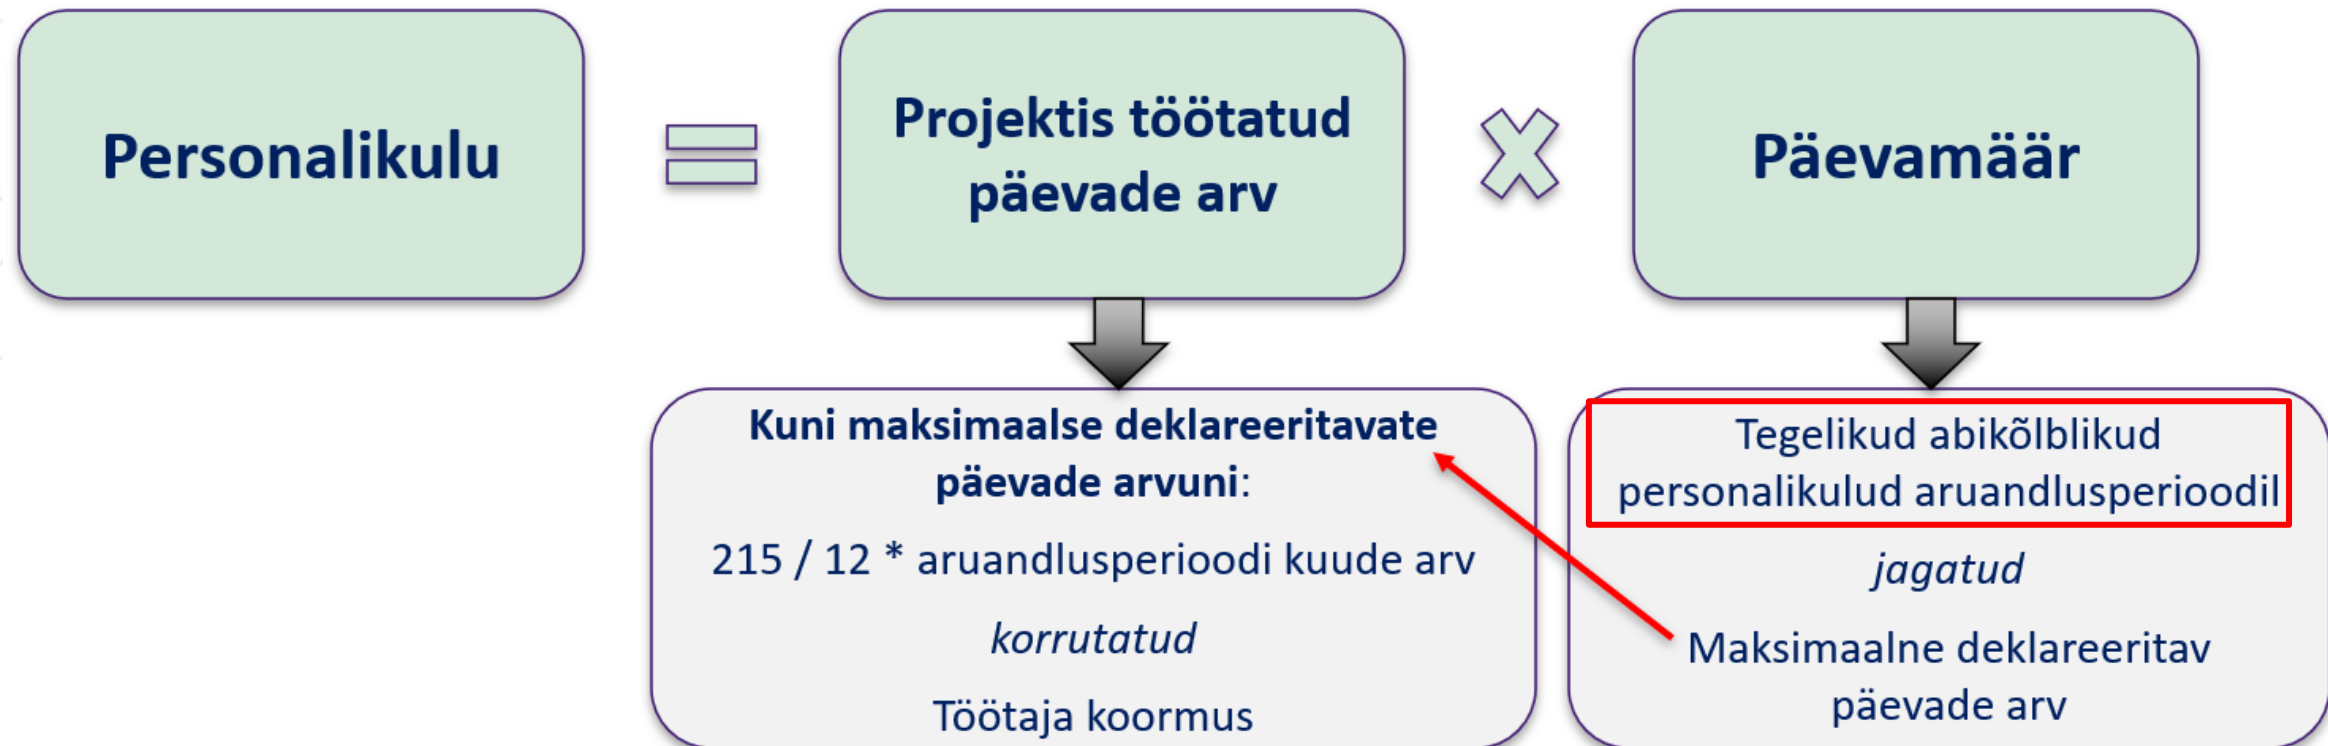 Personalikulu
Projektis töötatud
päevade arv
Päevamäär
Kuni maksimaalse deklareeritavate
päevade arvuni:
215 / 12 * aruandlusperioodi kuude arv
korrutatud
Töötaja koormus
Tegelikud abikõlblikud
personalikulud aruandlusperioodil
jagatud
Maksimaalne deklareeritav
päevade arv